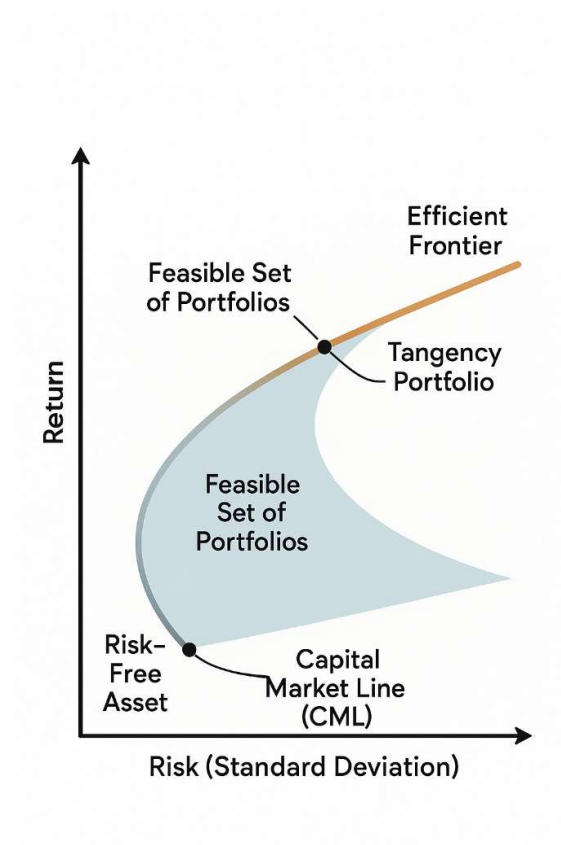 Efficient
Frontier
Feasible Set
of Portfolios
Tangency
Portfolio
Return
Feasible
Set of
Portfolios
Risk–
Free
Asset
Capital
Market Line
(CML)
Risk (Standard Deviation)